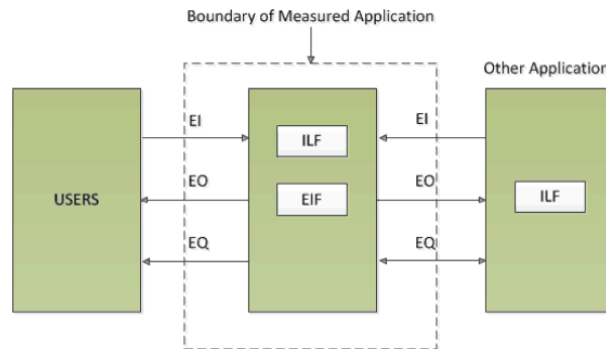 Boundary of Measured Application
Other Application
EI
EI
ILF
EO
EO
USERS
EIF
ILF
EQ
EQ